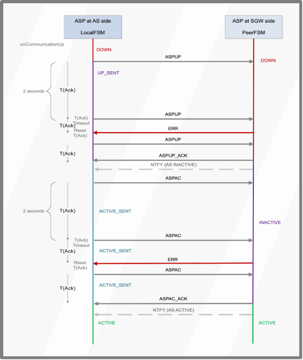 ASP at AS side
LocalFSM
ASP at SGW side
PeerFSM
onCommunicationUp
DOWN
ASPUP
DOWN
UP_SENT
2 seconds
T(Ack)
ASPUP
T(Ack)
Timeout
Reset
T(Ack)
ERR
ASPUP
T(Ack)
ASPUP_ACK
NTFY (AS INACTIVE)
ASPAC
T(Ack)
2 seconds
ACTIVE_SENT
INACTIVE
ASPAC
T(Ack)
Timeout
ACTIVE_SENT
ERR
Reset
T(Ack)
ASPAC
T(Ack)
ACTIVE_SENT
ASPAC_ACK
NTFY (AS ACTIVE)
ACTIVE
ACTIVE